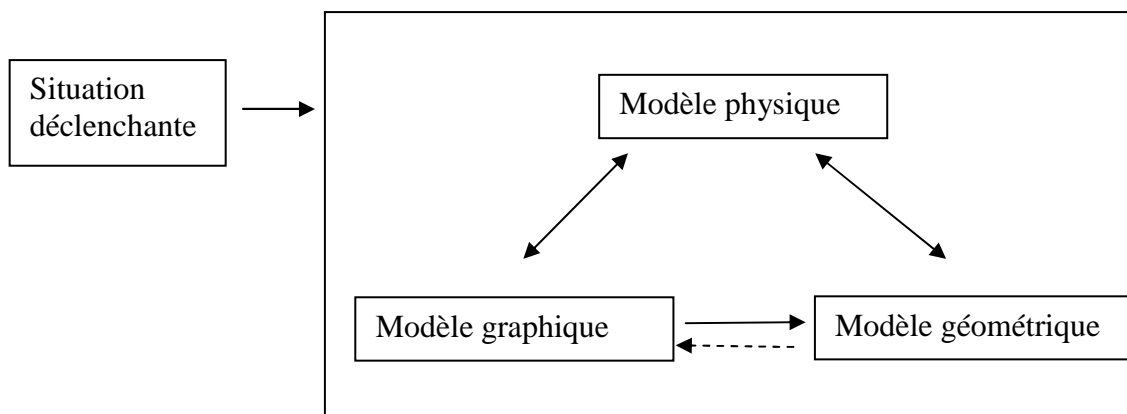 Situation
déclenchante
Modèle physique
Modèle graphique
Modèle géométrique